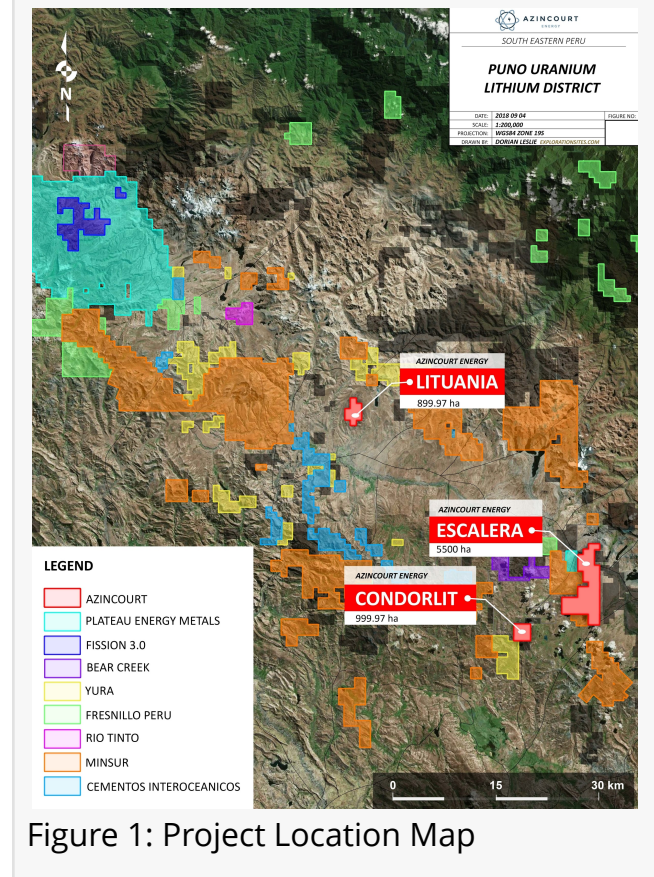 AZINCOURT
ENERGY
SOUTH EASTERN PERU
PUNO URANIUM
LITHIUM DISTRICT
DATE: 2018 09 04 FIGURE NO:
SCALE: 1:200,000
PROJECTION: WGS84 ZONE 19S
DRAWN BY: DORIAN LESLIE EXPLORATIONSITES.COM
N
AZINCOURT ENERGY
LITUANIA
899.97 ha
AZINCOURT ENERGY
ESCALERA
5500 ha
AZINCOURT ENERGY
CONDORLIT
999.97 ha
LEGEND
AZINCOURT
PLATEAU ENERGY METALS
FISSION 3.0
BEAR CREEK
YURA
FRESNILLO PERU
RIO TINTO
MINSUR
CEMENTOS INTEROCEANICOS
0 15 30 km
Figure 1: Project Location Map